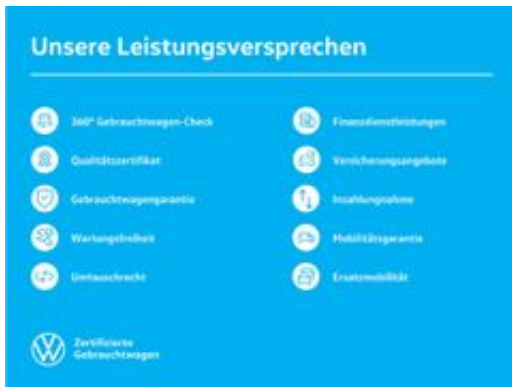 Unsere Leistungsversprechen
360° Gebrauchtwagen-Check
Qualitätszertifikat
Gebrauchtwagengarantie
Wartungsfreiheit
Umtauschrecht
Finanzdienstleistungen
Versicherungsangebote
Inzahlungnahme
Mobilitätsgarantie
Ersatzmobilität
Zertifizierte
Gebrauchtwagen